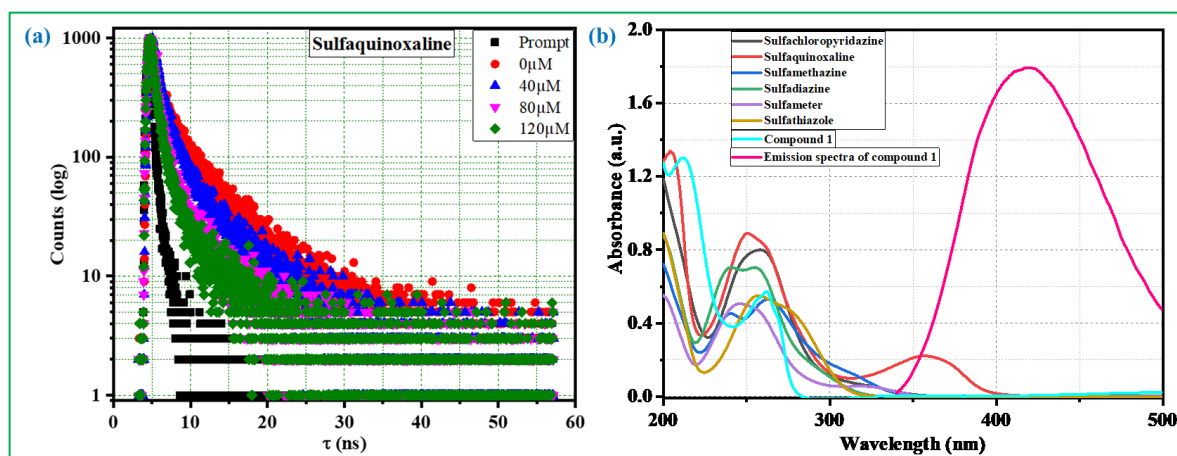 (a)
Sulfaquinoxaline
Prompt
0µM
40µM
80µM
120µM
Counts (log)
1000
100
10
1
0
10
20
30
40
50
60
τ (ns)
(b)
Sulfachloropyridazine
Sulfaquinoxaline
Sulfamethazine
Sulfadiazine
Sulfameter
Sulfathiazole
Compound 1
Emission spectra of compound 1
Absorbance (a.u.)
2.0
1.6
1.2
0.8
0.4
0.0
200
300
400
500
Wavelength (nm)